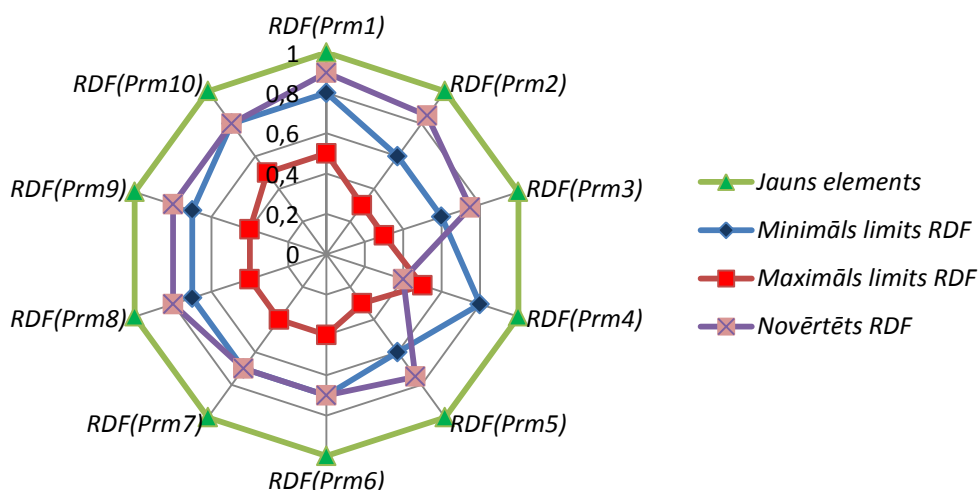 RDF(Prm1)
1
RDF(Prm10)
RDF(Prm2)
0,8
0,6
RDF(Prm9)
RDF(Prm3)
0,4
0,2
0
RDF(Prm8)
RDF(Prm4)
RDF(Prm7)
RDF(Prm5)
RDF(Prm6)
Jauns elements
Minimāls limits RDF
Maximāls limits RDF
Novērtēts RDF